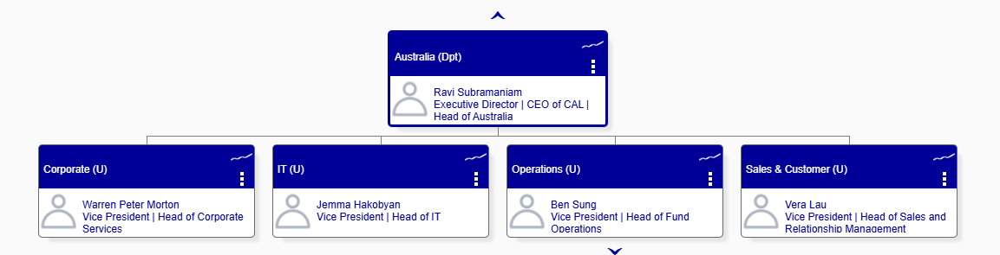 Australia (Dpt)
Ravi Subramaniam
Executive Director | CEO of CAL |
Head of Australia
Corporate (U)
Warren Peter Morton
Vice President | Head of Corporate
Services
IT (U)
Jemma Hakobyan
Vice President | Head of IT
Operations (U)
Ben Sung
Vice President | Head of Fund
Operations
Sales & Customer (U)
Vera Lau
Vice President | Head of Sales and
Relationship Management